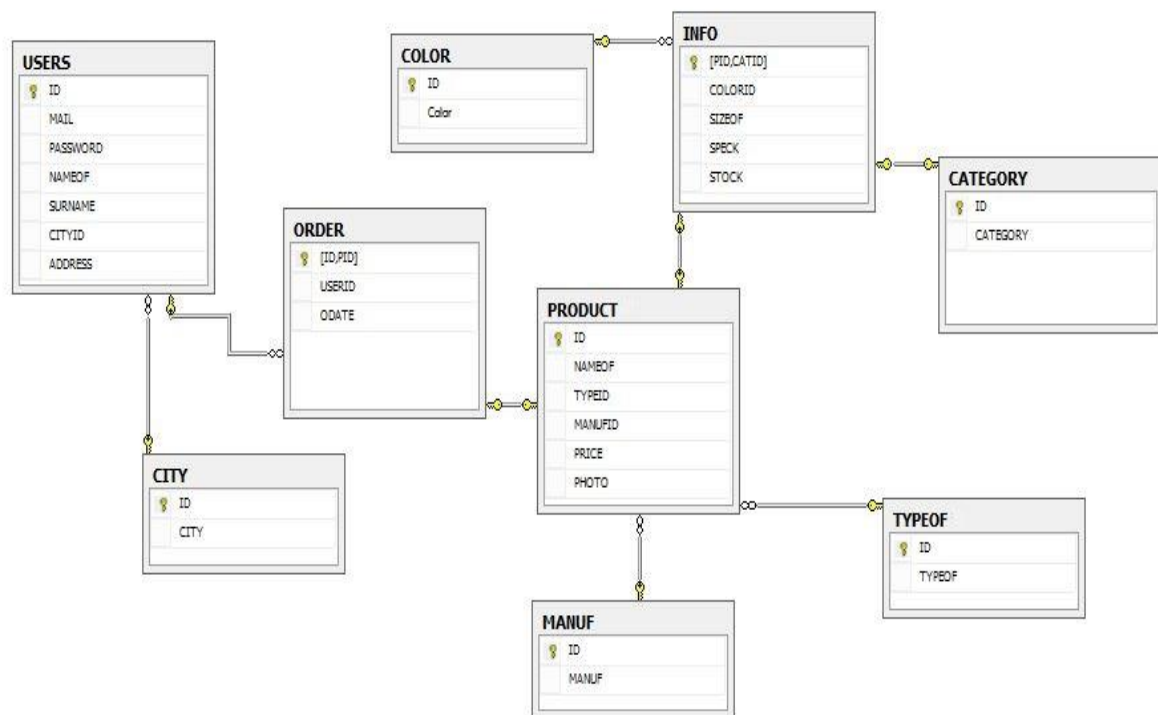 USERS
ID
MAIL
PASSWORD
NAMEOF
SURNAME
CITYID
ADDRESS
COLOR
ID
Color
INFO
[PID,CATID]
COLORID
SIZEOF
SPECK
STOCK
CATEGORY
ID
CATEGORY
ORDER
[ID,PID]
USERID
ODATE
PRODUCT
ID
NAMEOF
TYPEID
MANUFID
PRICE
PHOTO
CITY
ID
CITY
TYPEOF
ID
TYPEOF
MANUF
ID
MANUF